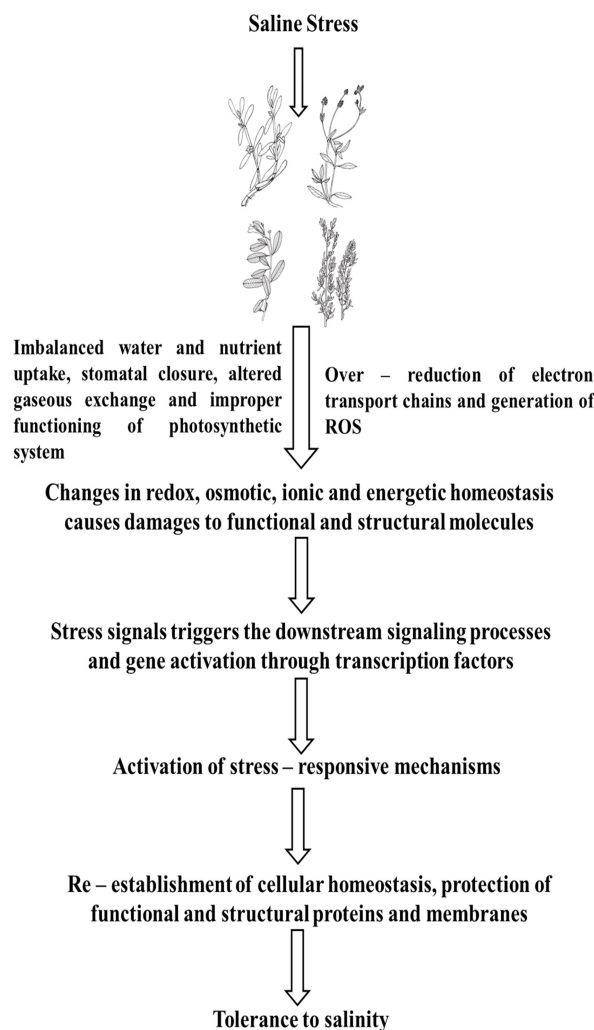 Saline Stress
Imbalanced water and nutrient
uptake, stomatal closure, altered
gaseous exchange and improper
functioning of photosynthetic
system
Over – reduction of electron
transport chains and generation of
ROS
Changes in redox, osmotic, ionic and energetic homeostasis
causes damages to functional and structural molecules
Stress signals triggers the downstream signaling processes
and gene activation through transcription factors
Activation of stress – responsive mechanisms
Re – establishment of cellular homeostasis, protection of
functional and structural proteins and membranes
Tolerance to salinity